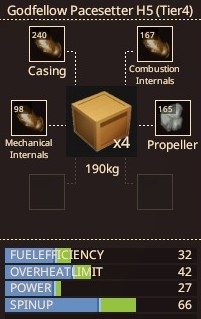 Godfellow Pacesetter H5 (Tier4)
240
167
Casing
Combustion
Internals
98
165
x4
Mechanical
Internals
Propeller
190kg
FUELEFFICIENCY 32
OVERHEATLIMIT 42
POWER 27
SPINUP 66